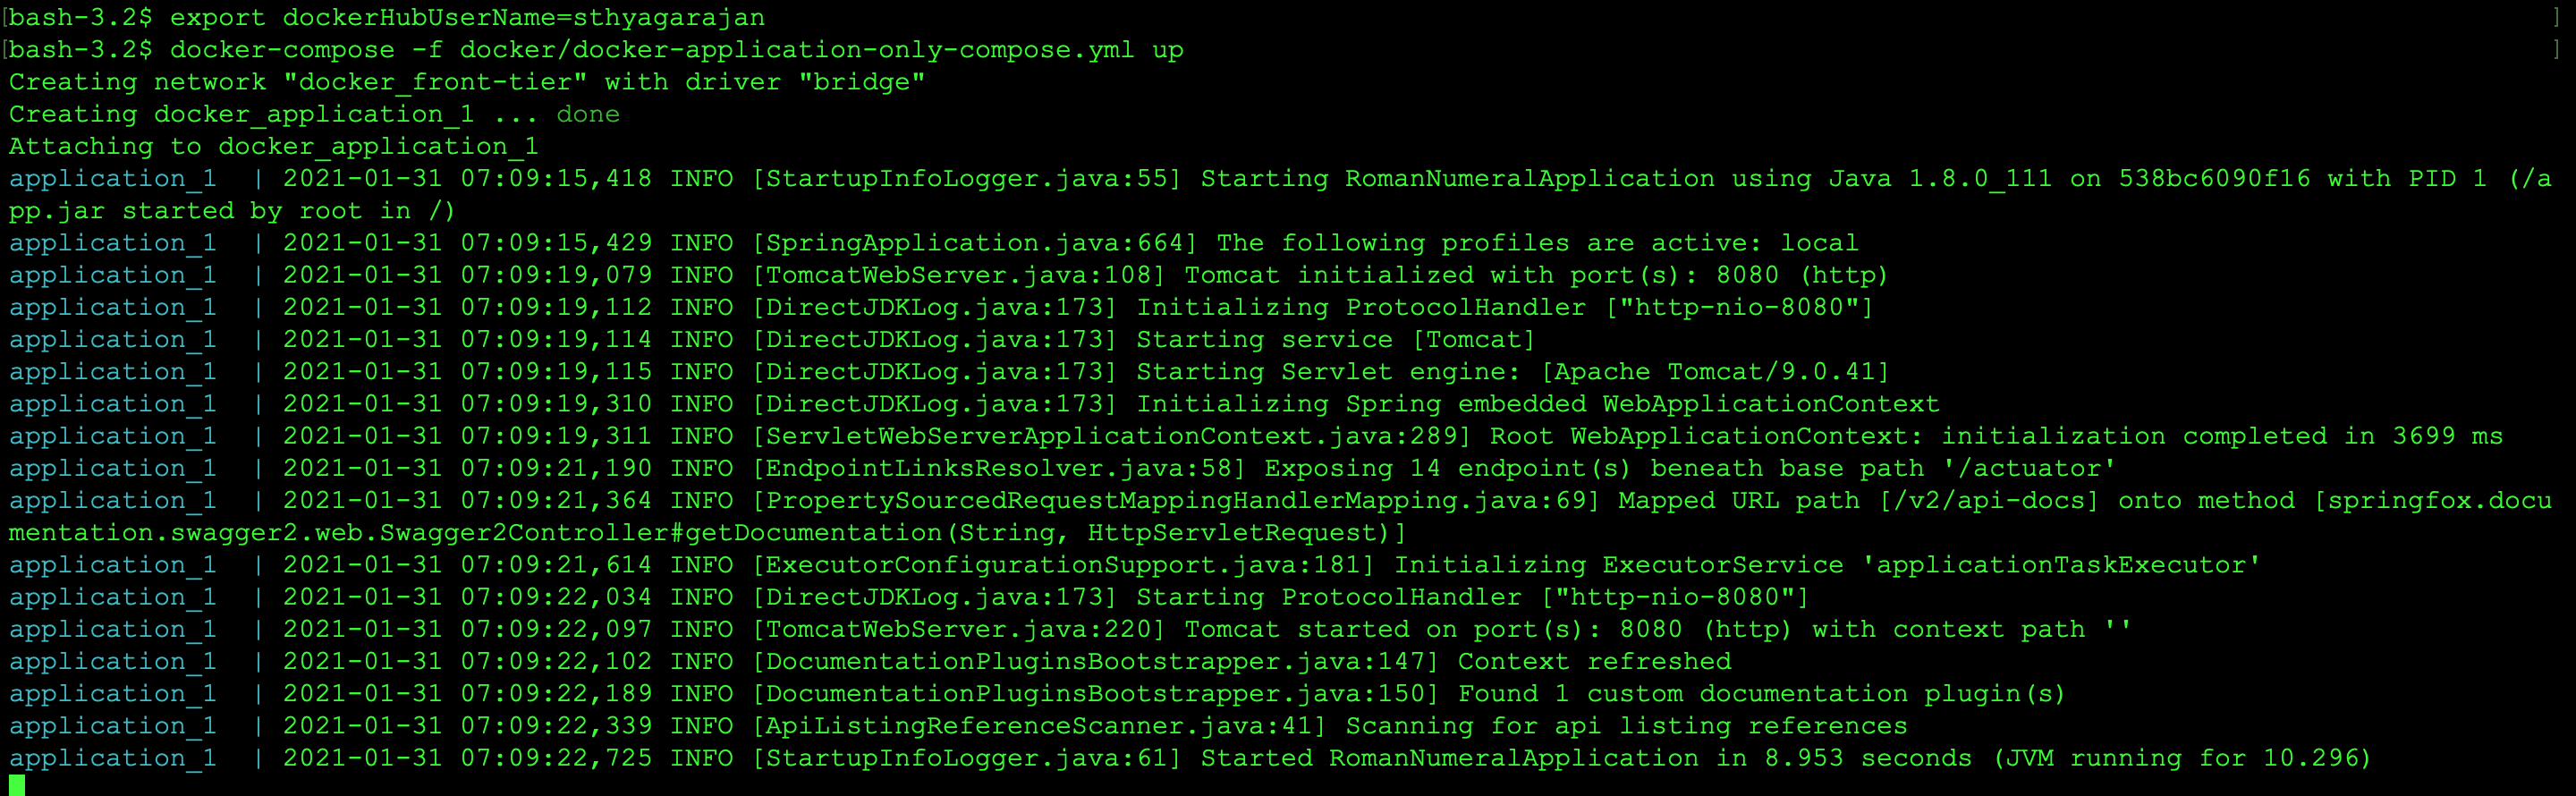 [bash-3.2$ export dockerHubUserName=sthyagarajan ]
[bash-3.2$ docker-compose -f docker/docker-application-only-compose.yml up ]
Creating network "docker_front-tier" with driver "bridge"
Creating docker_application_1 ... done
Attaching to docker_application_1
application_1  | 2021-01-31 07:09:15,418 INFO [StartupInfoLogger.java:55] Starting RomanNumeralApplication using Java 1.8.0_111 on 538bc6090f16 with PID 1 (/a
pp.jar started by root in /)
application_1  | 2021-01-31 07:09:15,429 INFO [SpringApplication.java:664] The following profiles are active: local
application_1  | 2021-01-31 07:09:19,079 INFO [TomcatWebServer.java:108] Tomcat initialized with port(s): 8080 (http)
application_1  | 2021-01-31 07:09:19,112 INFO [DirectJDKLog.java:173] Initializing ProtocolHandler ["http-nio-8080"]
application_1  | 2021-01-31 07:09:19,114 INFO [DirectJDKLog.java:173] Starting service [Tomcat]
application_1  | 2021-01-31 07:09:19,115 INFO [DirectJDKLog.java:173] Starting Servlet engine: [Apache Tomcat/9.0.41]
application_1  | 2021-01-31 07:09:19,310 INFO [DirectJDKLog.java:173] Initializing Spring embedded WebApplicationContext
application_1  | 2021-01-31 07:09:19,311 INFO [ServletWebServerApplicationContext.java:289] Root WebApplicationContext: initialization completed in 3699 ms
application_1  | 2021-01-31 07:09:21,190 INFO [EndpointLinksResolver.java:58] Exposing 14 endpoint(s) beneath base path '/actuator'
application_1  | 2021-01-31 07:09:21,364 INFO [PropertySourcedRequestMappingHandlerMapping.java:69] Mapped URL path [/v2/api-docs] onto method [springfox.docu
mentation.swagger2.web.Swagger2Controller#getDocumentation(String, HttpServletRequest)]
application_1  | 2021-01-31 07:09:21,614 INFO [ExecutorConfigurationSupport.java:181] Initializing ExecutorService 'applicationTaskExecutor'
application_1  | 2021-01-31 07:09:22,034 INFO [DirectJDKLog.java:173] Starting ProtocolHandler ["http-nio-8080"]
application_1  | 2021-01-31 07:09:22,097 INFO [TomcatWebServer.java:220] Tomcat started on port(s): 8080 (http) with context path ''
application_1  | 2021-01-31 07:09:22,102 INFO [DocumentationPluginsBootstrapper.java:147] Context refreshed
application_1  | 2021-01-31 07:09:22,189 INFO [DocumentationPluginsBootstrapper.java:150] Found 1 custom documentation plugin(s)
application_1  | 2021-01-31 07:09:22,339 INFO [ApiListingReferenceScanner.java:41] Scanning for api listing references
application_1  | 2021-01-31 07:09:22,725 INFO [StartupInfoLogger.java:61] Started RomanNumeralApplication in 8.953 seconds (JVM running for 10.296)